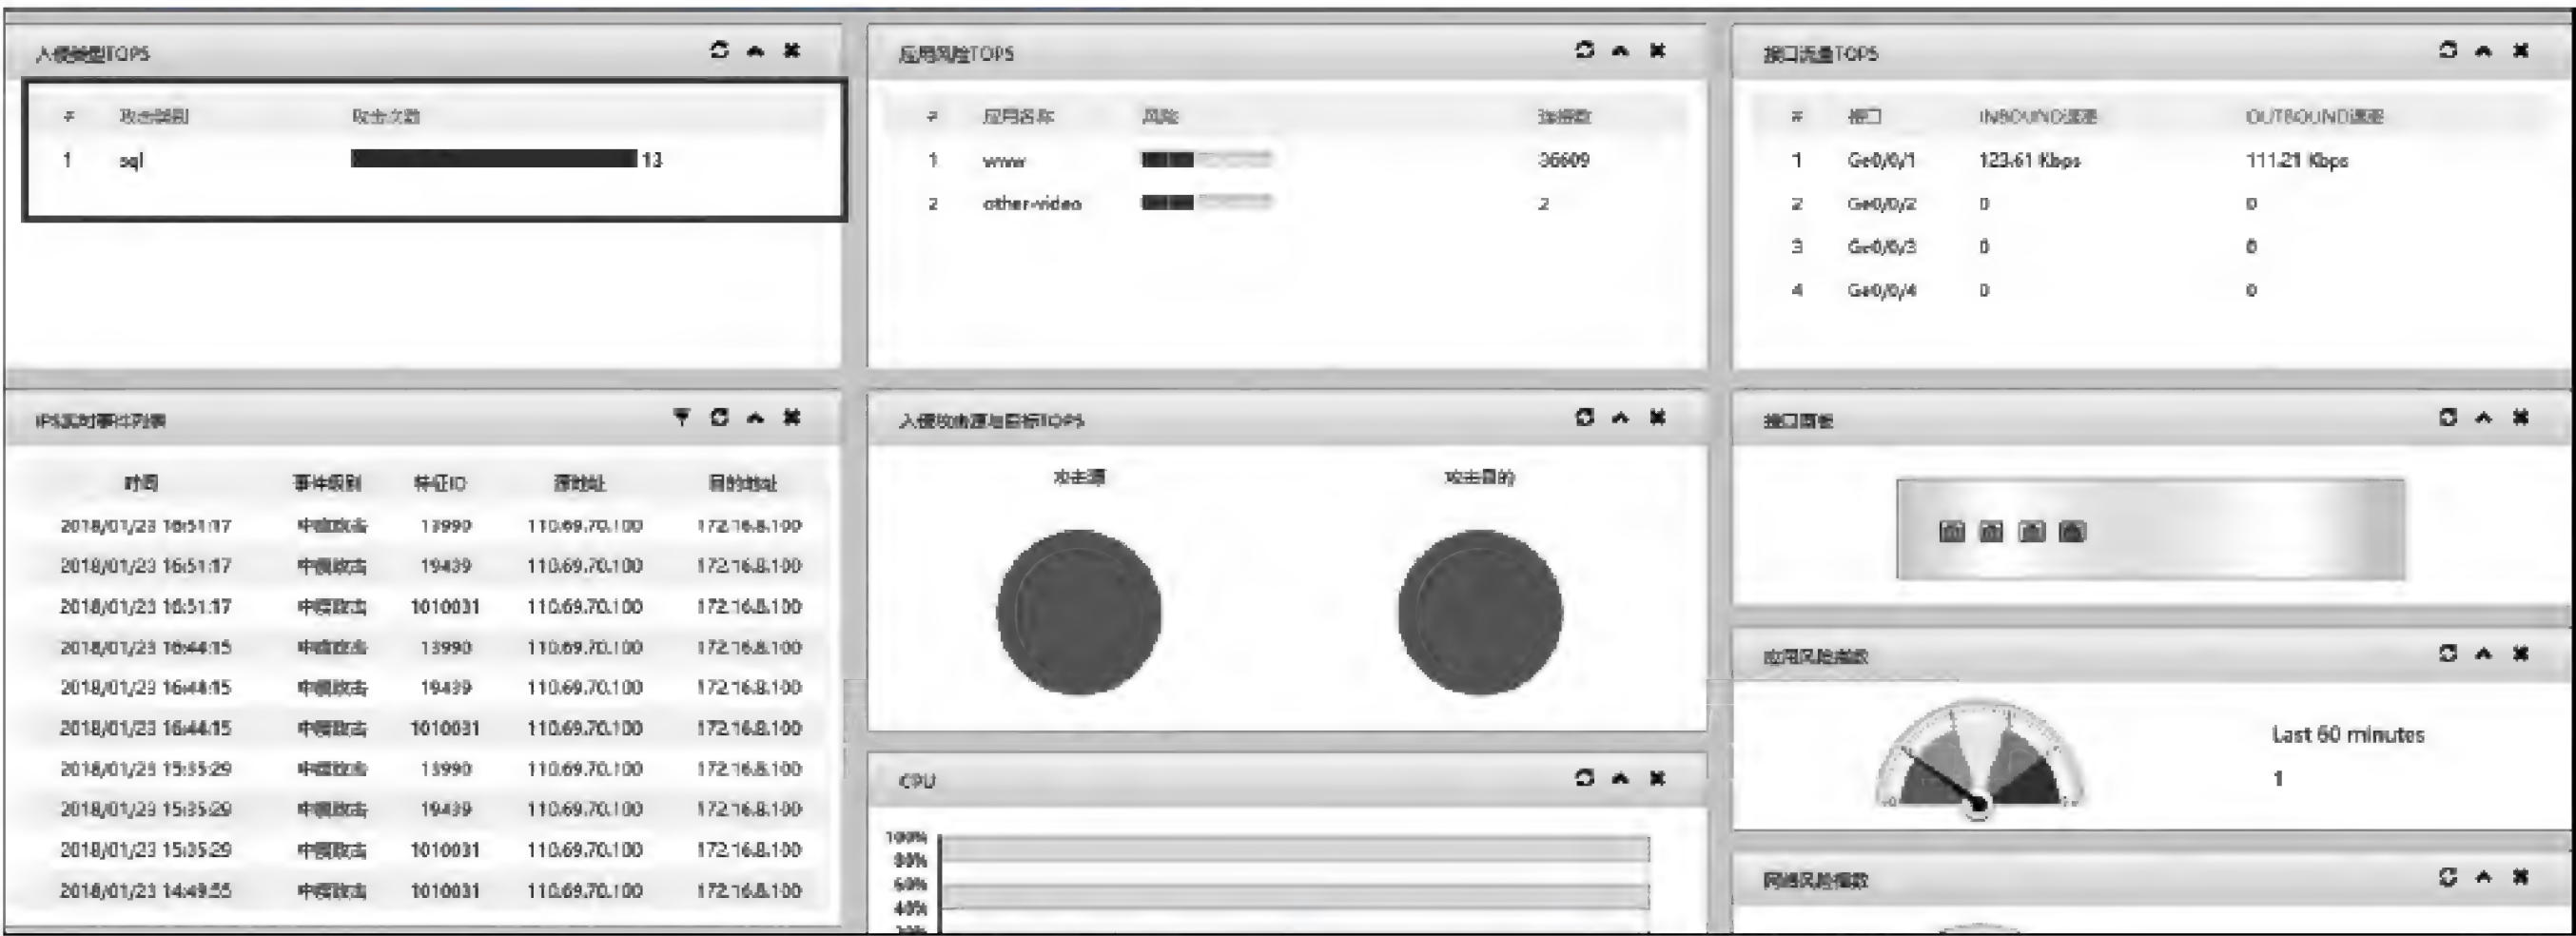 入侵类型TOP5
# 攻击类别 攻击次数
1 sql 13
应用风险TOP5
# 应用名称 风险 连接数
1 www 36609
2 other-video 2
接口流量TOP5
# 接口 INBOUND速率 OUTBOUND速率
1 Ge0/0/1 123.61 Kbps 111.21 Kbps
2 Ge0/0/2 0 0
3 Ge0/0/3 0 0
4 Ge0/0/4 0 0
IPS实时事件列表
时间 事件级别 特征ID 源地址 目的地址
2018/01/23 16:51:17 中度攻击 13990 110.69.70.100 172.16.8.100
2018/01/23 16:51:17 中度攻击 19439 110.69.70.100 172.16.8.100
2018/01/23 16:51:17 中度攻击 1010031 110.69.70.100 172.16.8.100
2018/01/23 16:44:15 中度攻击 13990 110.69.70.100 172.16.8.100
2018/01/23 16:44:15 中度攻击 19439 110.69.70.100 172.16.8.100
2018/01/23 16:44:15 中度攻击 1010031 110.69.70.100 172.16.8.100
2018/01/23 15:35:29 中度攻击 13990 110.69.70.100 172.16.8.100
2018/01/23 15:35:29 中度攻击 19439 110.69.70.100 172.16.8.100
2018/01/23 15:35:29 中度攻击 1010031 110.69.70.100 172.16.8.100
2018/01/23 14:49:55 中度攻击 1010031 110.69.70.100 172.16.8.100
入侵攻击源与目标TOP5
攻击源 攻击目的
CPU
100%
80%
60%
40%
接口面板
应用风险指数
Last 60 minutes
1
网络风险指数